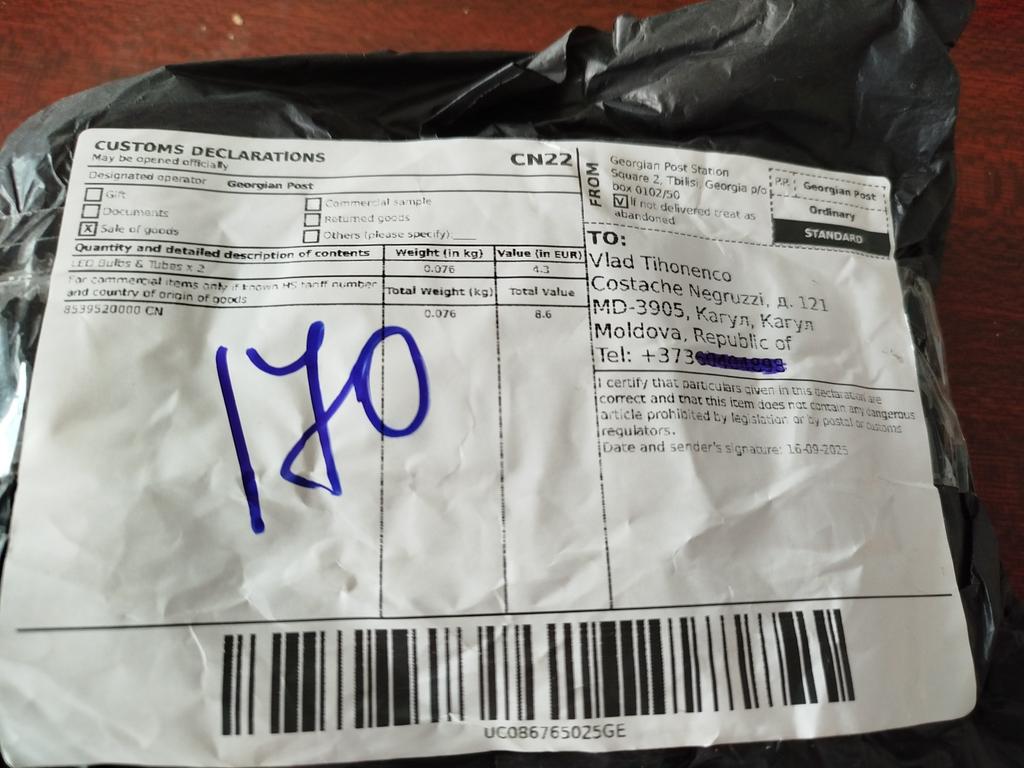 CUSTOMS DECLARATIONS
May be opened officially
CN22
Designated operator Georgian Post
Gift
Documents
X Sale of goods
Commercial sample
Returned goods
Others (please specify):____
Quantity and detailed description of contents Weight (in kg) Value (in EUR)
LED Bulbs & Tubes x 2 0.076 4.3
For commercial items only if known HS tariff number
and country of origin of goods
Total Weight (kg) Total value
8539520000 CN 0.076 8.6
170
FROM
Georgian Post Station
Square 2, Tbilisi, Georgia p/o
box 0102/50
If not delivered treat as
abandoned
P.P. Georgian Post
Ordinary
STANDARD
TO:
Vlad Tihonenco
Costache Negruzzi, д. 121
MD-3905, Кагул, Кагул
Moldova, Republic of
Tel: +373
I certify that particulars given in this declaration are
correct and that this item does not contain any dangerous
article prohibited by legislation or by postal or customs
regulators.
Date and sender's signature: 16-09-2025
UC086765025GE